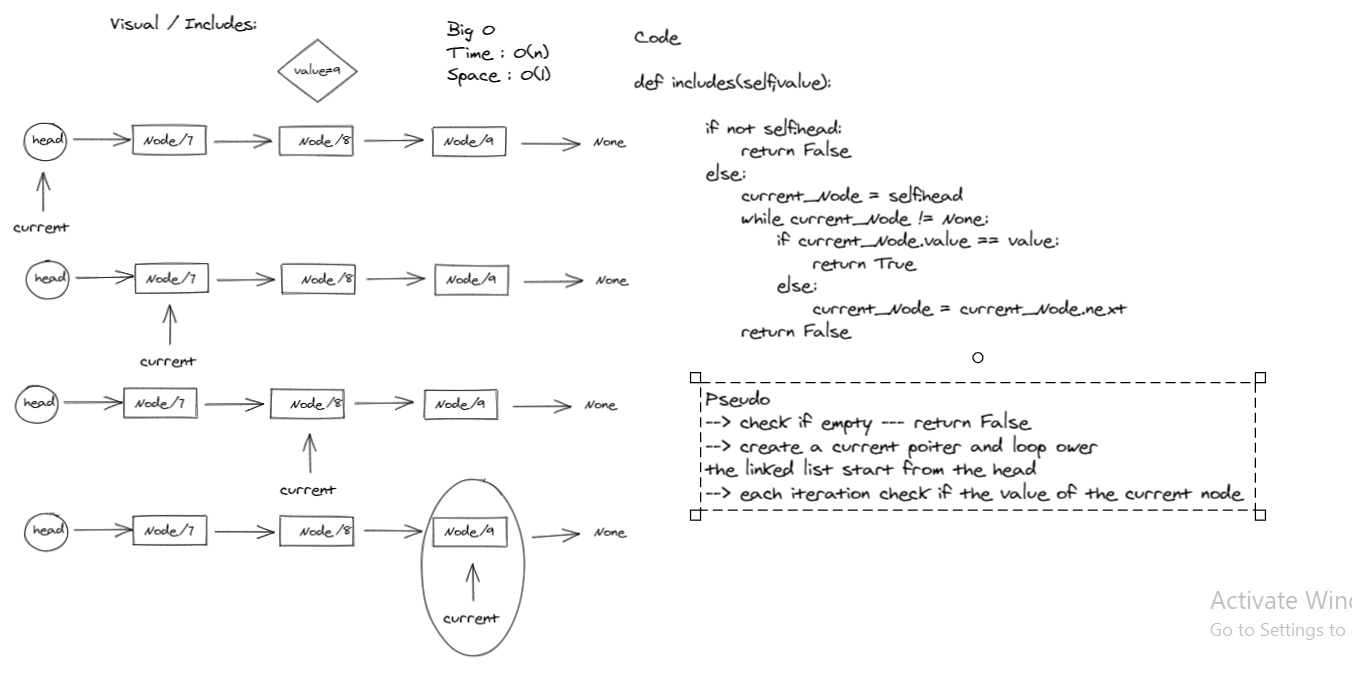 Visual / Includes:
value=9
head
Node/7
Node/8
Node/9
None
current
head
Node/7
Node/8
Node/9
None
current
head
Node/7
Node/8
Node/9
None
current
head
Node/7
Node/8
Node/9
None
current
Big O
Time : O(n)
Space : O(1)
Code
def includes(self,value):
if not self.head:
return False
else:
current_Node = self.head
while current_Node != None:
if current_Node.value == value:
return True
else:
current_Node = current_Node.next
return False
Pseudo
--> check if empty --- return False
--> create a current poiter and loop ower
the linked list start from the head
--> each iteration check if the value of the current node
Activate Wind
Go to Settings to